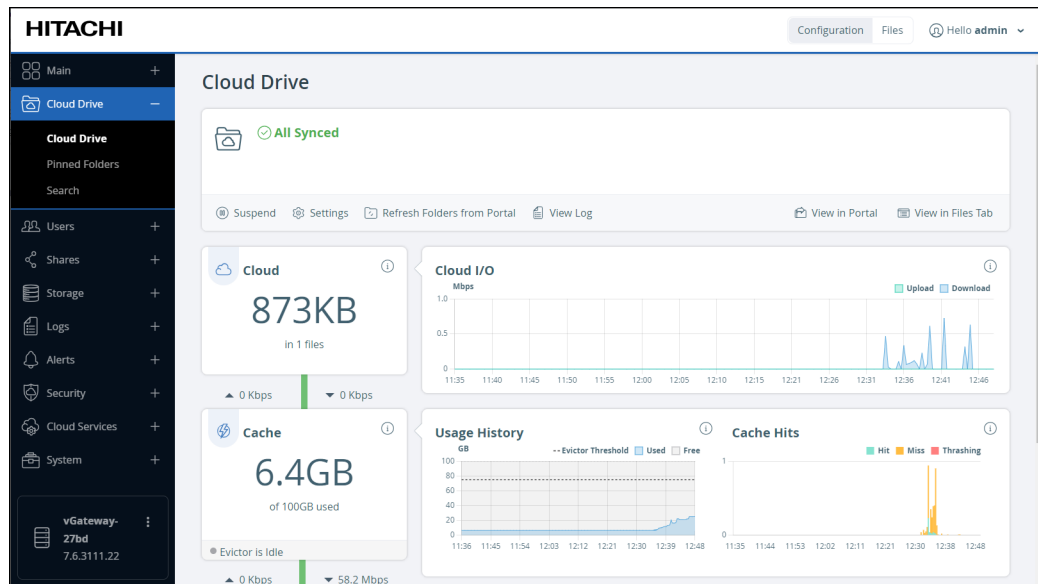 HITACHI
Configuration Files Hello admin
Main
Cloud Drive
Cloud Drive
Pinned Folders
Search
Users
Shares
Storage
Logs
Alerts
Security
Cloud Services
System
vGateway-
27bd
7.6.3111.22
Cloud Drive
All Synced
Suspend Settings Refresh Folders from Portal View Log View in Portal View in Files Tab
Cloud
873KB
in 1 files
0 Kbps 0 Kbps
Cloud I/O
Mbps
Upload Download
1.0
0.5
0
11:35 11:40 11:45 11:50 11:55 12:00 12:05 12:10 12:15 12:21 12:26 12:31 12:36 12:41 12:46
Cache
6.4GB
of 100GB used
Evictor is Idle
0 Kbps 58.2 Mbps
Usage History
GB
Evictor Threshold Used Free
100
80
60
40
20
0
11:36 11:45 11:54 12:03 12:12 12:21 12:30 12:39 12:48
Cache Hits
Hit Miss Thrashing
1
0
11:35 11:44 11:53 12:02 12:11 12:21 12:30 12:38 12:48